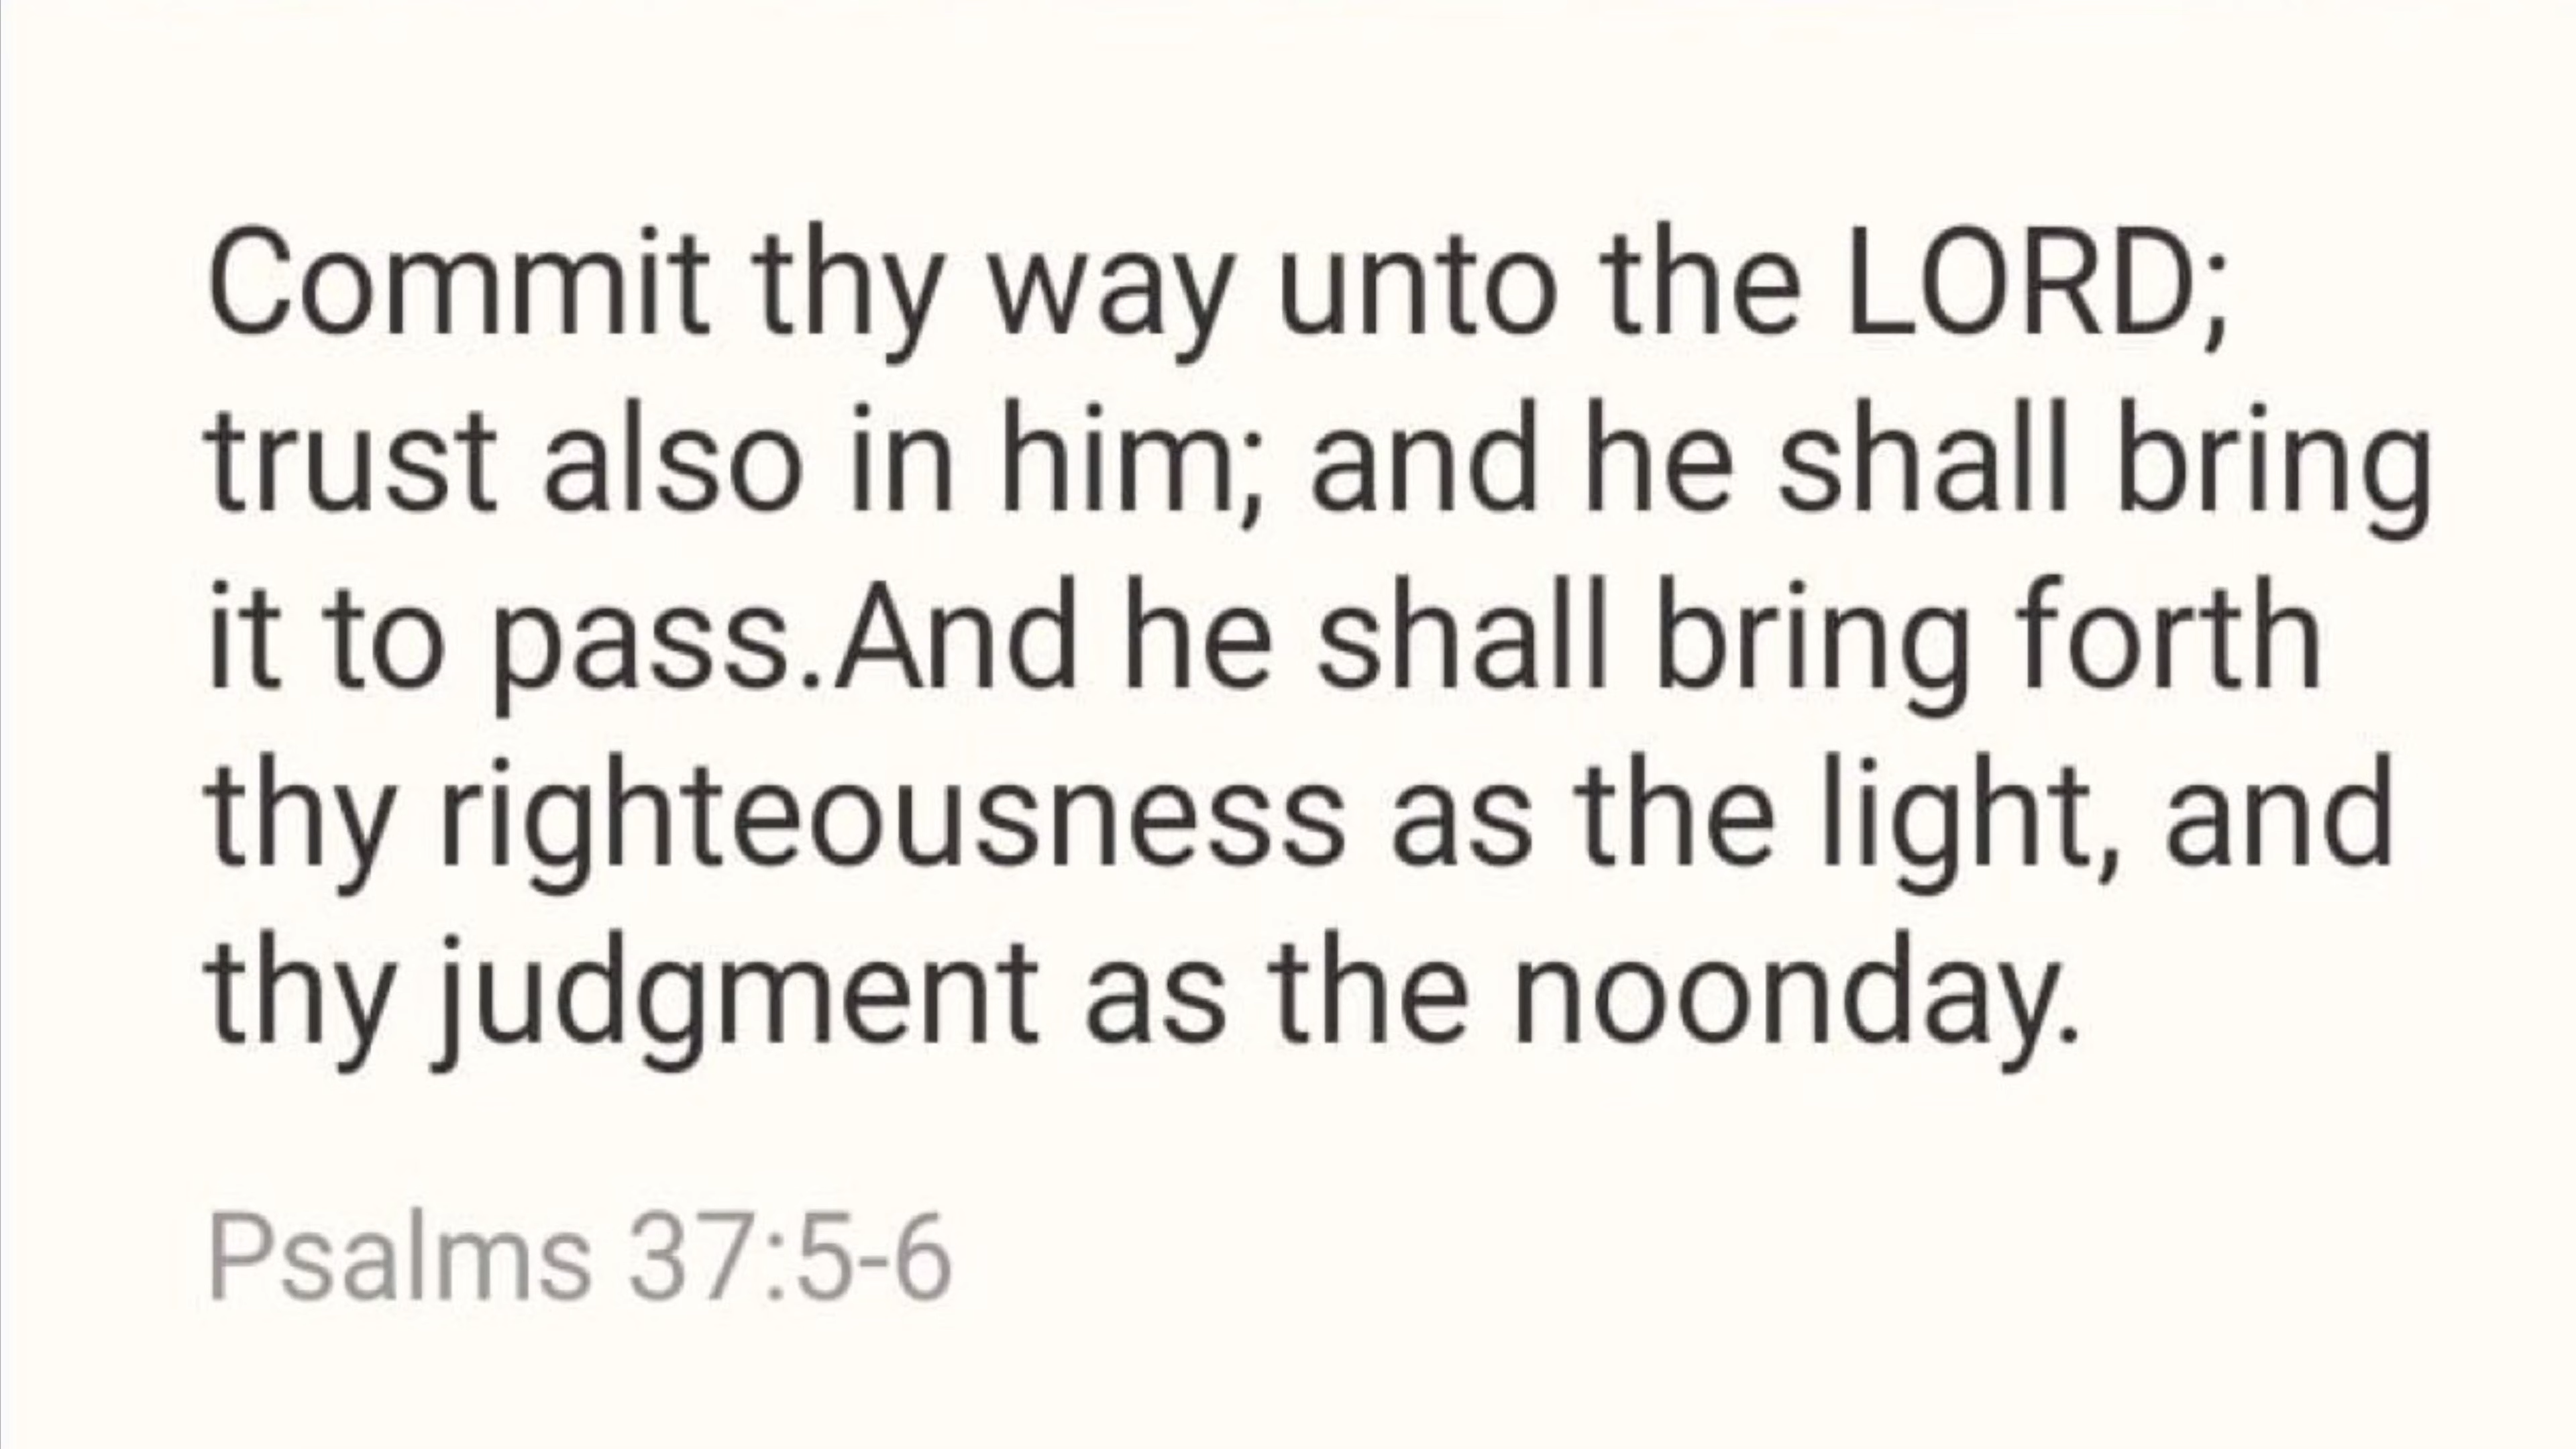 Commit thy way unto the LORD;
trust also in him; and he shall bring
it to pass.And he shall bring forth
thy righteousness as the light, and
thy judgment as the noonday.
Psalms 37:5-6